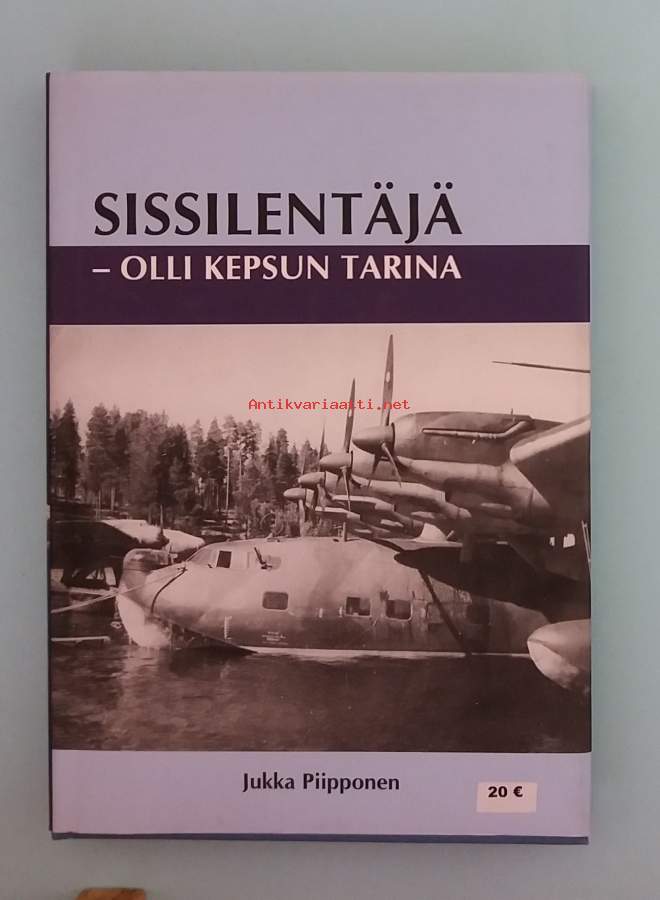 SISSILENTÄJÄ
– OLLI KEPSUN TARINA
Antikvariaatti.net
Jukka Piipponen
20 €